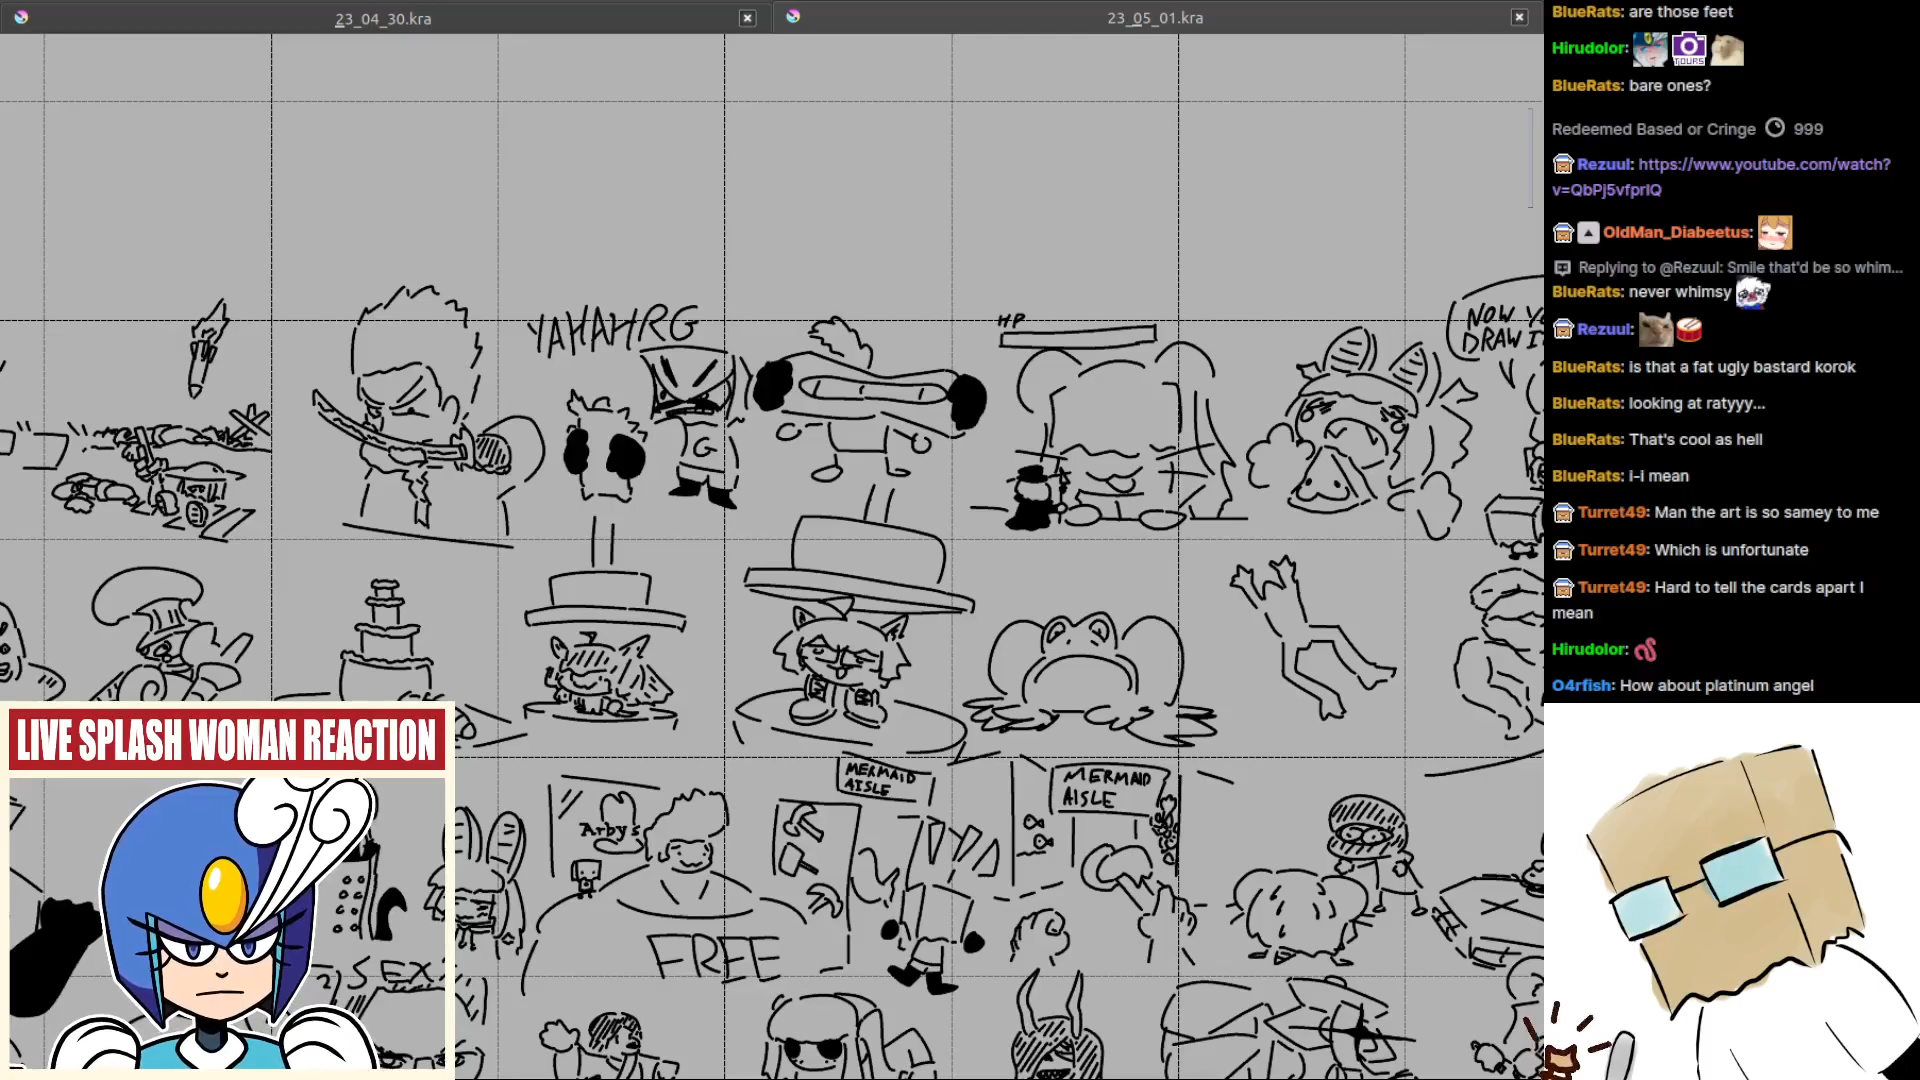 23_04_30.kra
23_05_01.kra
YAHAHRG
G
HP
NOW Y
DRAW I
MERMAID
AISLE
MERMAID
AISLE
Arby's
FREE
SEX
LIVE SPLASH WOMAN REACTION
BlueRats: are those feet
Hirudolor:
TOURS
BlueRats: bare ones?
Redeemed Based or Cringe 999
Rezuul: https://www.youtube.com/watch?
v=QbPj5vfprIQ
OldMan_Diabeetus:
Replying to @Rezuul: Smile that'd be so whim...
BlueRats: never whimsy
Rezuul:
BlueRats: is that a fat ugly bastard korok
BlueRats: looking at ratyyy...
BlueRats: That's cool as hell
BlueRats: i-i mean
Turret49: Man the art is so samey to me
Turret49: Which is unfortunate
Turret49: Hard to tell the cards apart I
mean
Hirudolor:
O4rfish: How about platinum angel